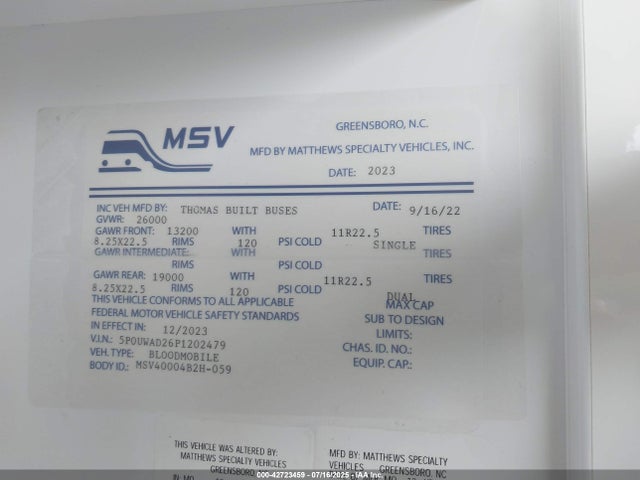 MSV
GREENSBORO, N.C.
MFD BY MATTHEWS SPECIALTY VEHICLES, INC.
DATE: 2023
INC VEH MFD BY: THOMAS BUILT BUSES DATE: 9/16/22
GVWR: 26000
GAWR FRONT: 13200 WITH 11R22.5 TIRES
8.25X22.5 RIMS 120 PSI COLD SINGLE
GAWR INTERMEDIATE: WITH TIRES
RIMS PSI COLD
GAWR REAR: 19000 WITH 11R22.5 TIRES
8.25X22.5 RIMS 120 PSI COLD DUAL
THIS VEHICLE CONFORMS TO ALL APPLICABLE MAX CAP
FEDERAL MOTOR VEHICLE SAFETY STANDARDS SUB TO DESIGN
IN EFFECT IN: 12/2023 LIMITS:
V.I.N.: 5P0UWAD26P1202479 CHAS. ID NO.:
VEH. TYPE: BLOODMOBILE EQUIP. CAP.:
BODY ID.: MSV40004B2H-059
THIS VEHICLE WAS ALTERED BY:
MATTHEWS SPECIALTY VEHICLES
GREENSBORO
MFD BY: MATTHEWS SPECIALTY
VEHICLES GREENSBORO, NC
000-42723459 - 07/16/2025 - IAA Inc.